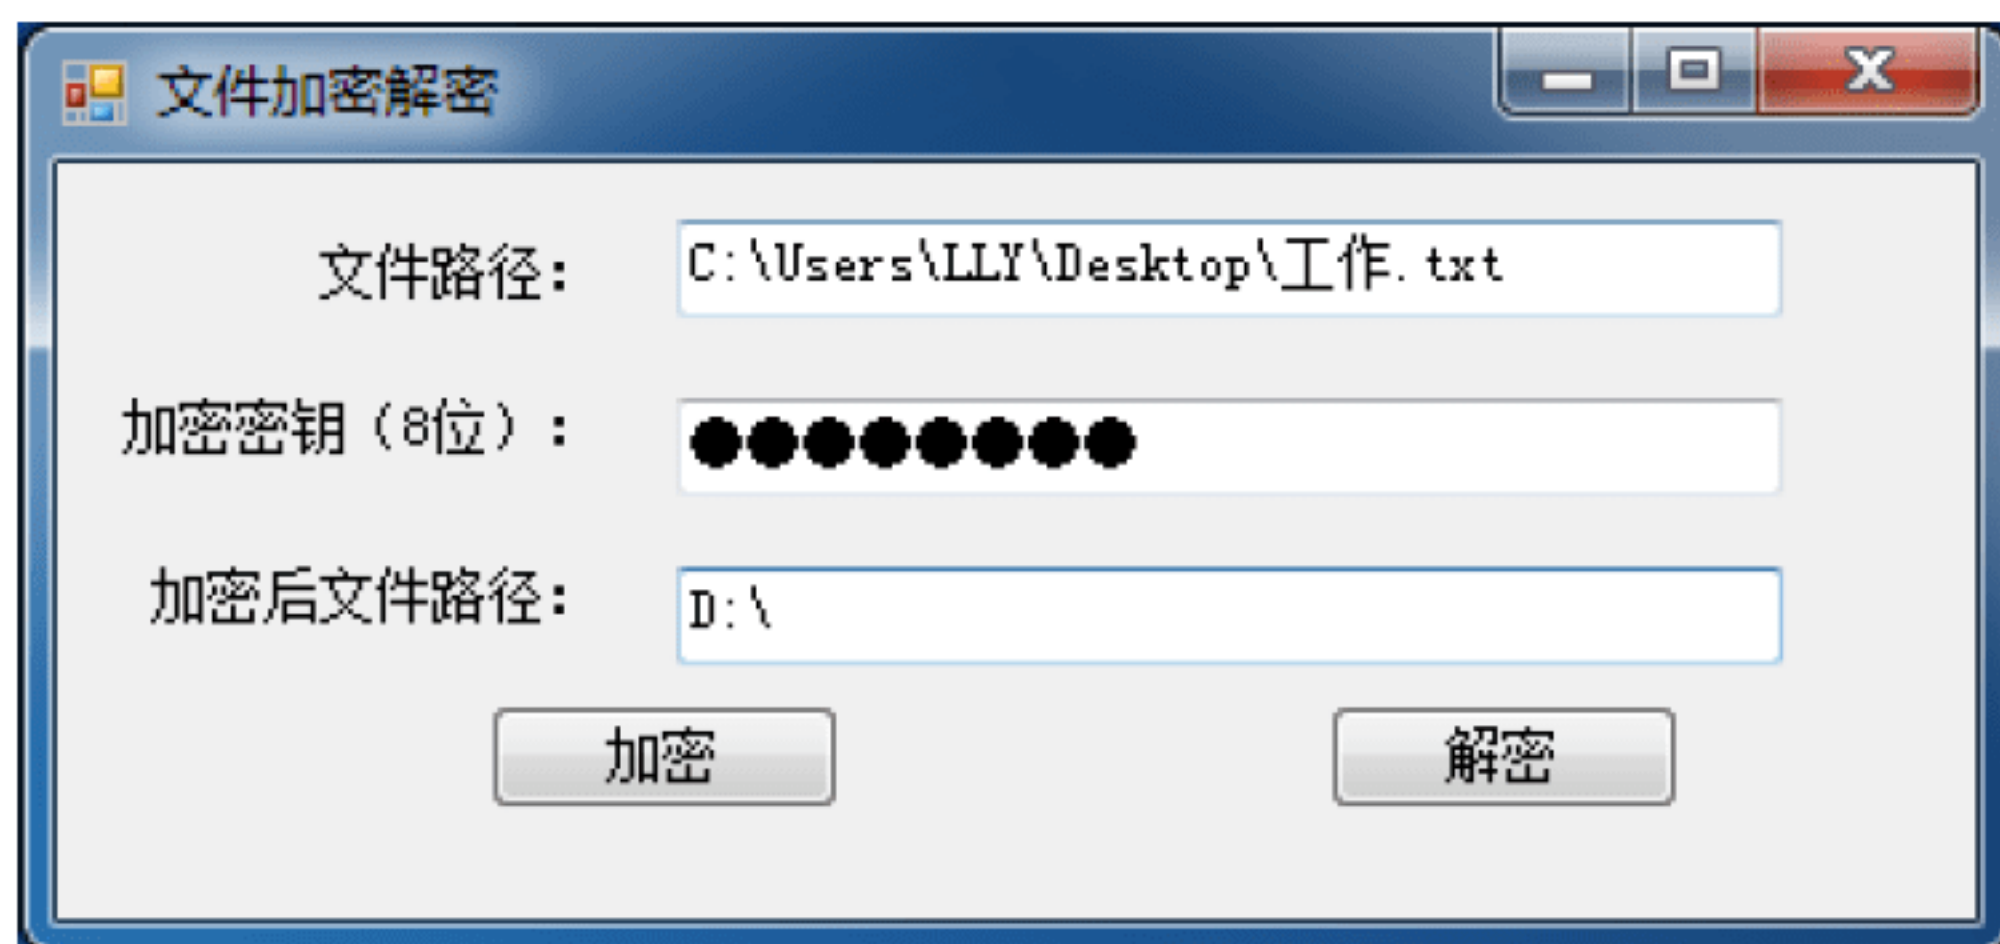 文件加密解密
文件路径： C:\Users\LLY\Desktop\工作.txt
加密密钥（8位）： ●●●●●●●●
加密后文件路径： D:\
加密 解密